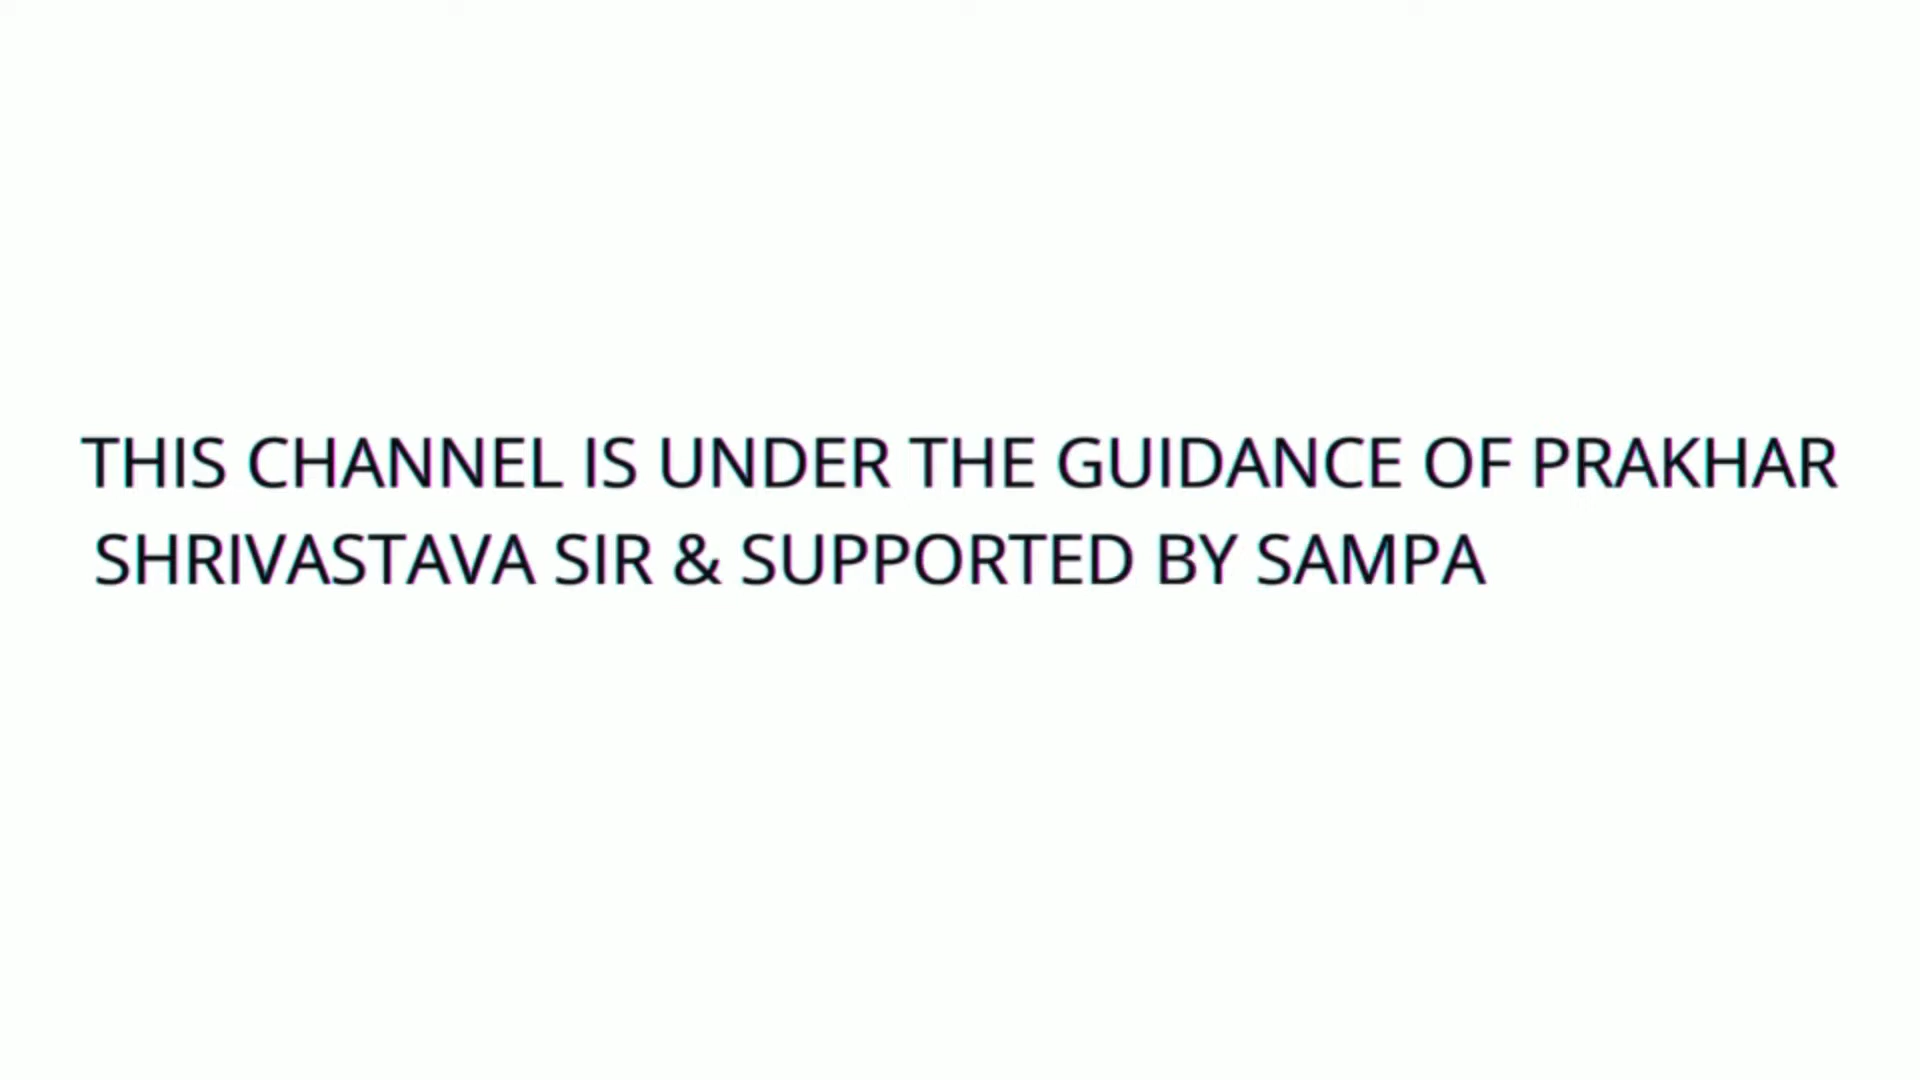 THIS CHANNEL IS UNDER THE GUIDANCE OF PRAKHAR
SHRIVASTAVA SIR & SUPPORTED BY SAMPA